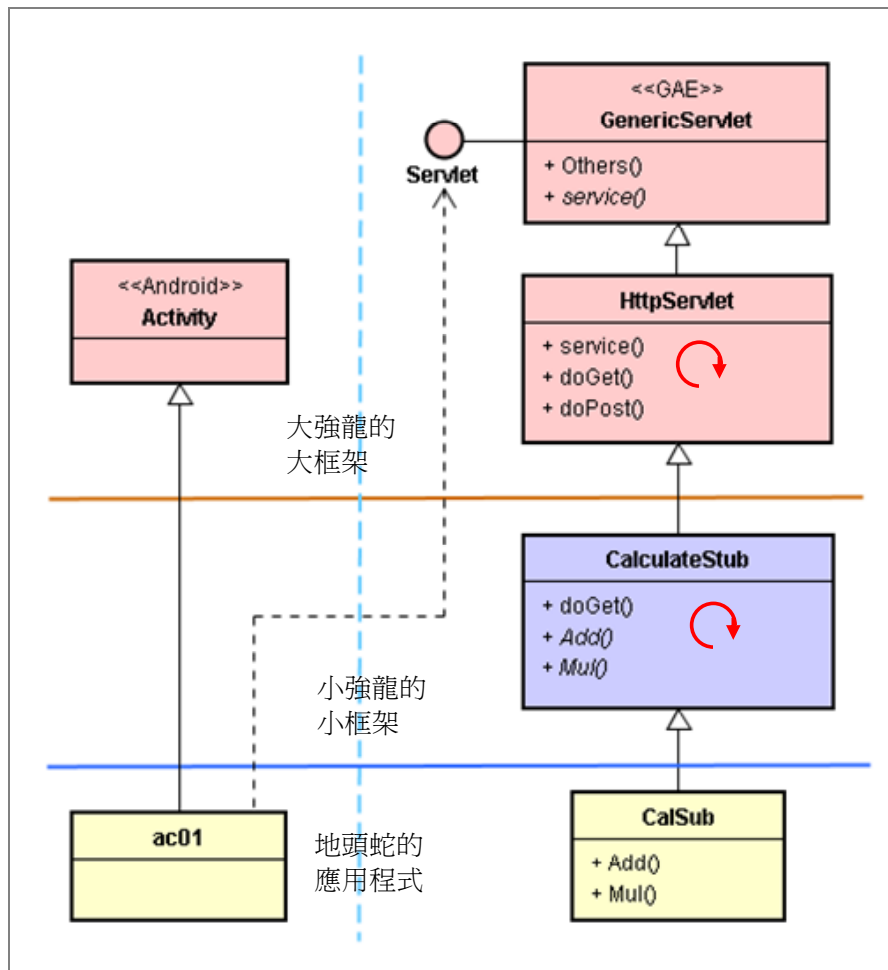 <<GAE>>
GenericServlet
+ Others()
+ service()
Servlet
<<Android>>
Activity
HttpServlet
+ service()
+ doGet()
+ doPost()
大強龍的
大框架
CalculateStub
+ doGet()
+ Add()
+ Mul()
小強龍的
小框架
ac01
地頭蛇的
應用程式
CalSub
+ Add()
+ Mul()